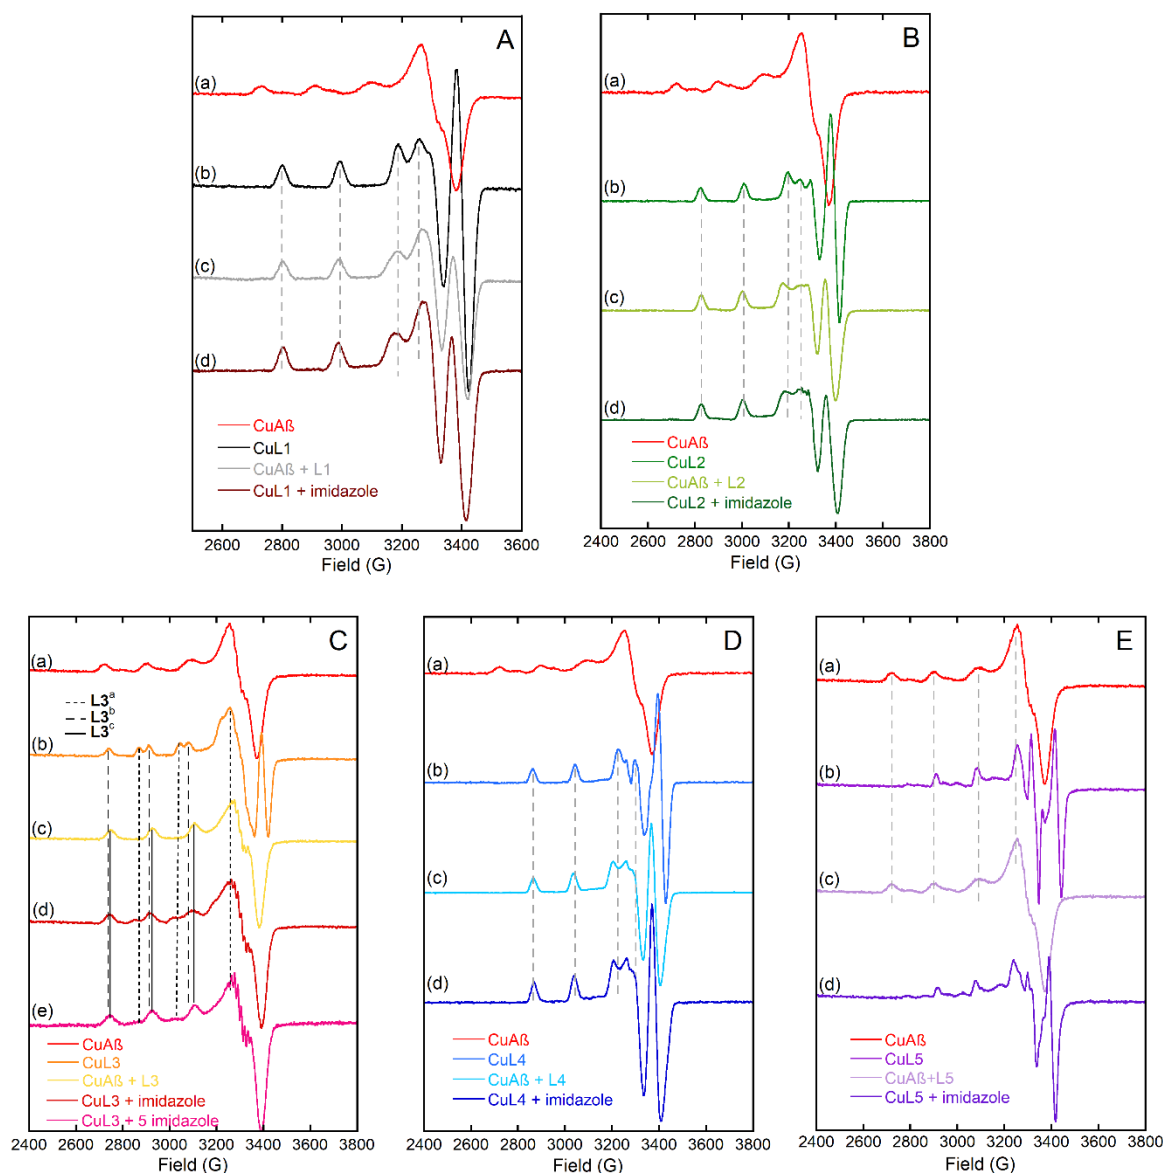 A
(a)
(b)
(c)
(d)
CuAß
CuL1
CuAß + L1
CuL1 + imidazole
2600 2800 3000 3200 3400 3600
Field (G)
B
(a)
(b)
(c)
(d)
CuAß
CuL2
CuAß + L2
CuL2 + imidazole
2400 2600 2800 3000 3200 3400 3600 3800
Field (G)
C
(a)
L3ᵃ
L3ᵇ
L3ᶜ
(b)
(c)
(d)
(e)
CuAß
CuL3
CuAß + L3
CuL3 + imidazole
CuL3 + 5 imidazole
2400 2600 2800 3000 3200 3400 3600 3800
Field (G)
D
(a)
(b)
(c)
(d)
CuAß
CuL4
CuAß + L4
CuL4 + imidazole
2400 2600 2800 3000 3200 3400 3600 3800
Field (G)
E
(a)
(b)
(c)
(d)
CuAß
CuL5
CuAß+L5
CuL5 + imidazole
2400 2600 2800 3000 3200 3400 3600 3800
Field (G)